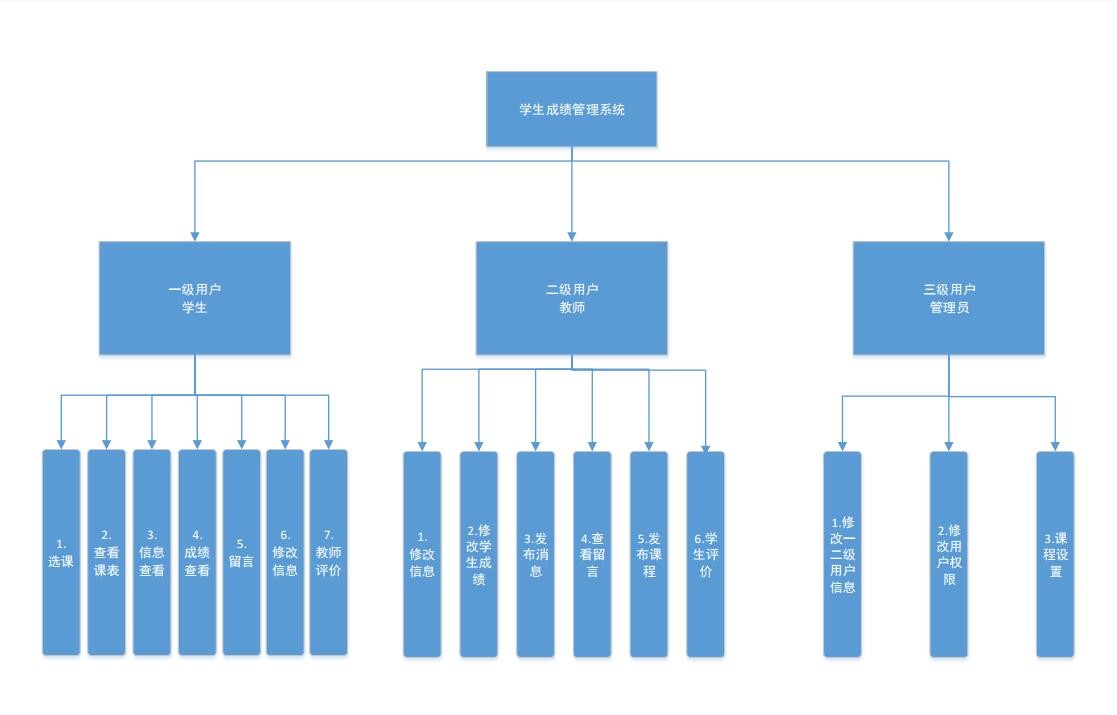 学生成绩管理系统
一级用户
学生
二级用户
教师
三级用户
管理员
1.
选课
2.
查看
课表
3.
信息
查看
4.
成绩
查看
5.
留言
6.
修改
信息
7.
教师
评价
1.
修改
信息
2.修
改学
生成
绩
3.发
布消
息
4.查
看留
言
5.发
布课
程
6.学
生评
价
1.修
改一
二级
用户
信息
2.修
改用
户权
限
3.课
程设
置